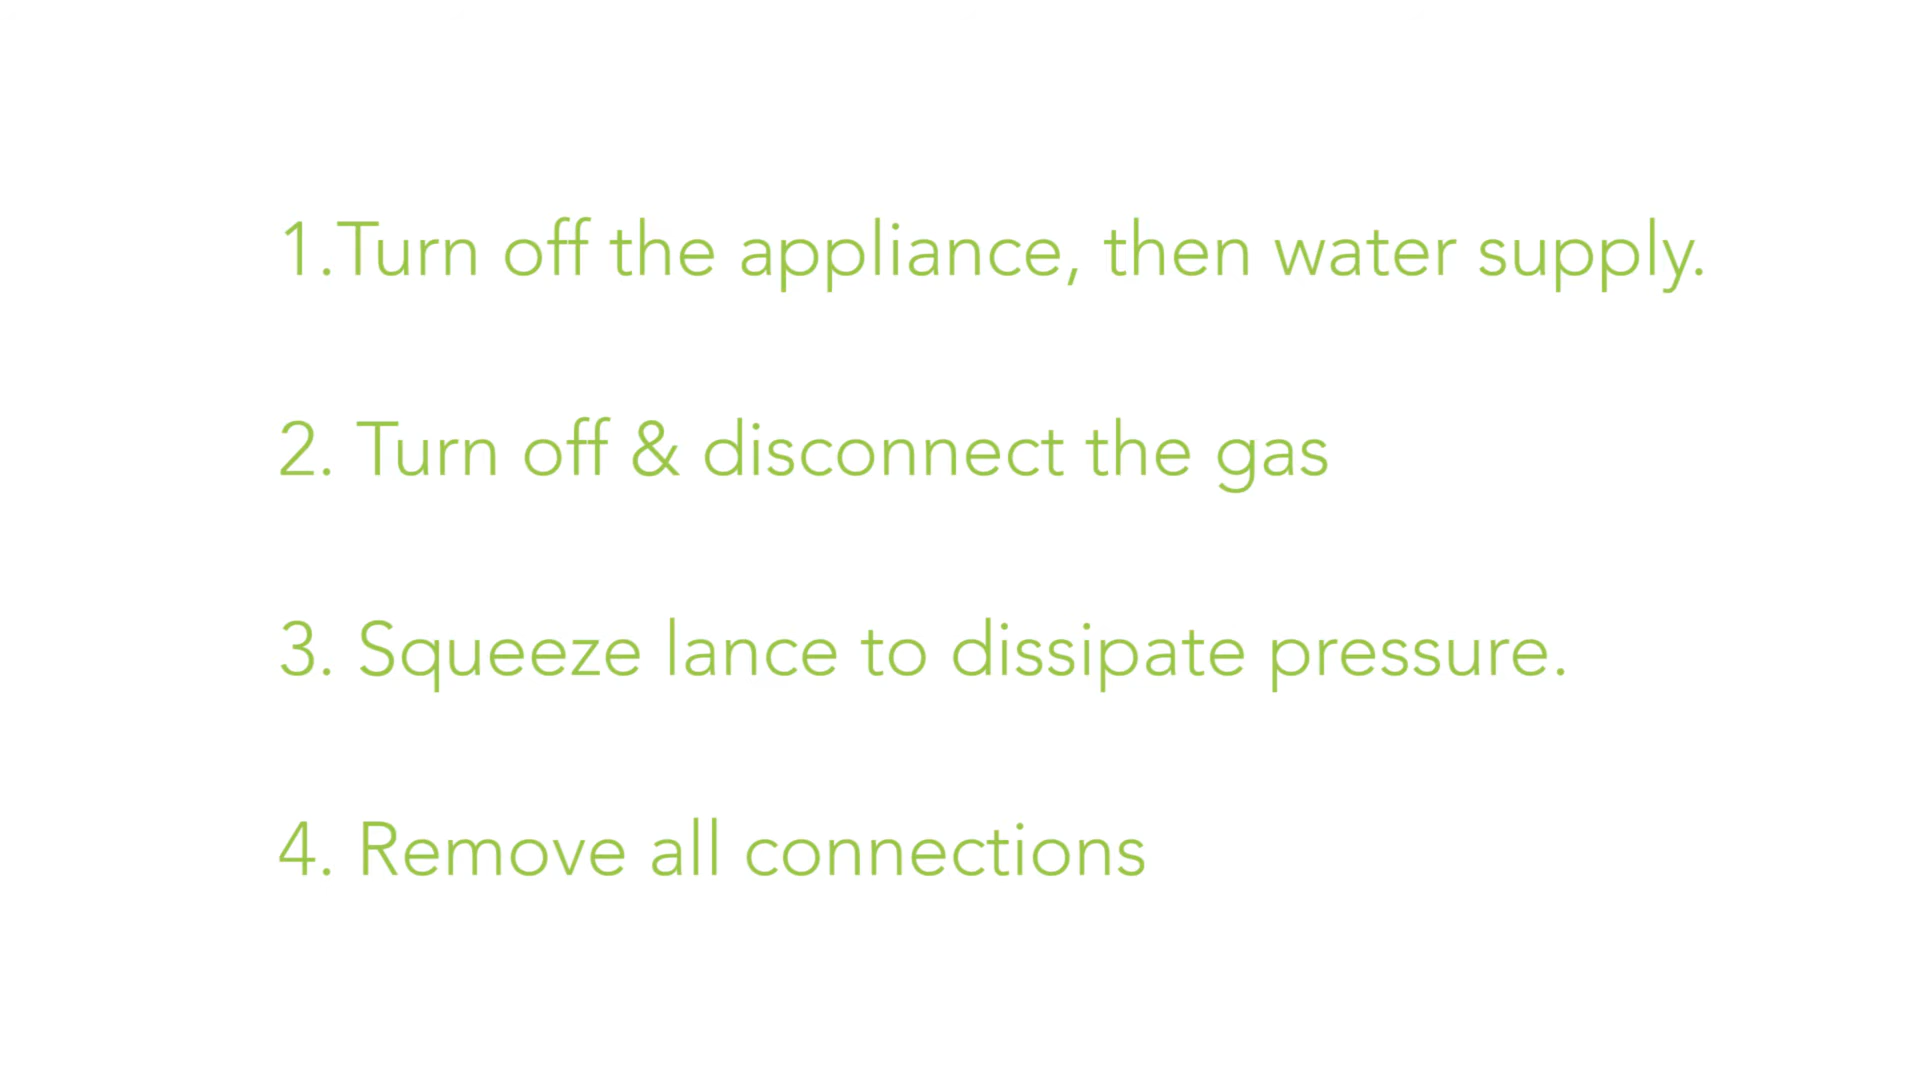 1.Turn off the appliance, then water supply.
2. Turn off & disconnect the gas
3. Squeeze lance to dissipate pressure.
4. Remove all connections